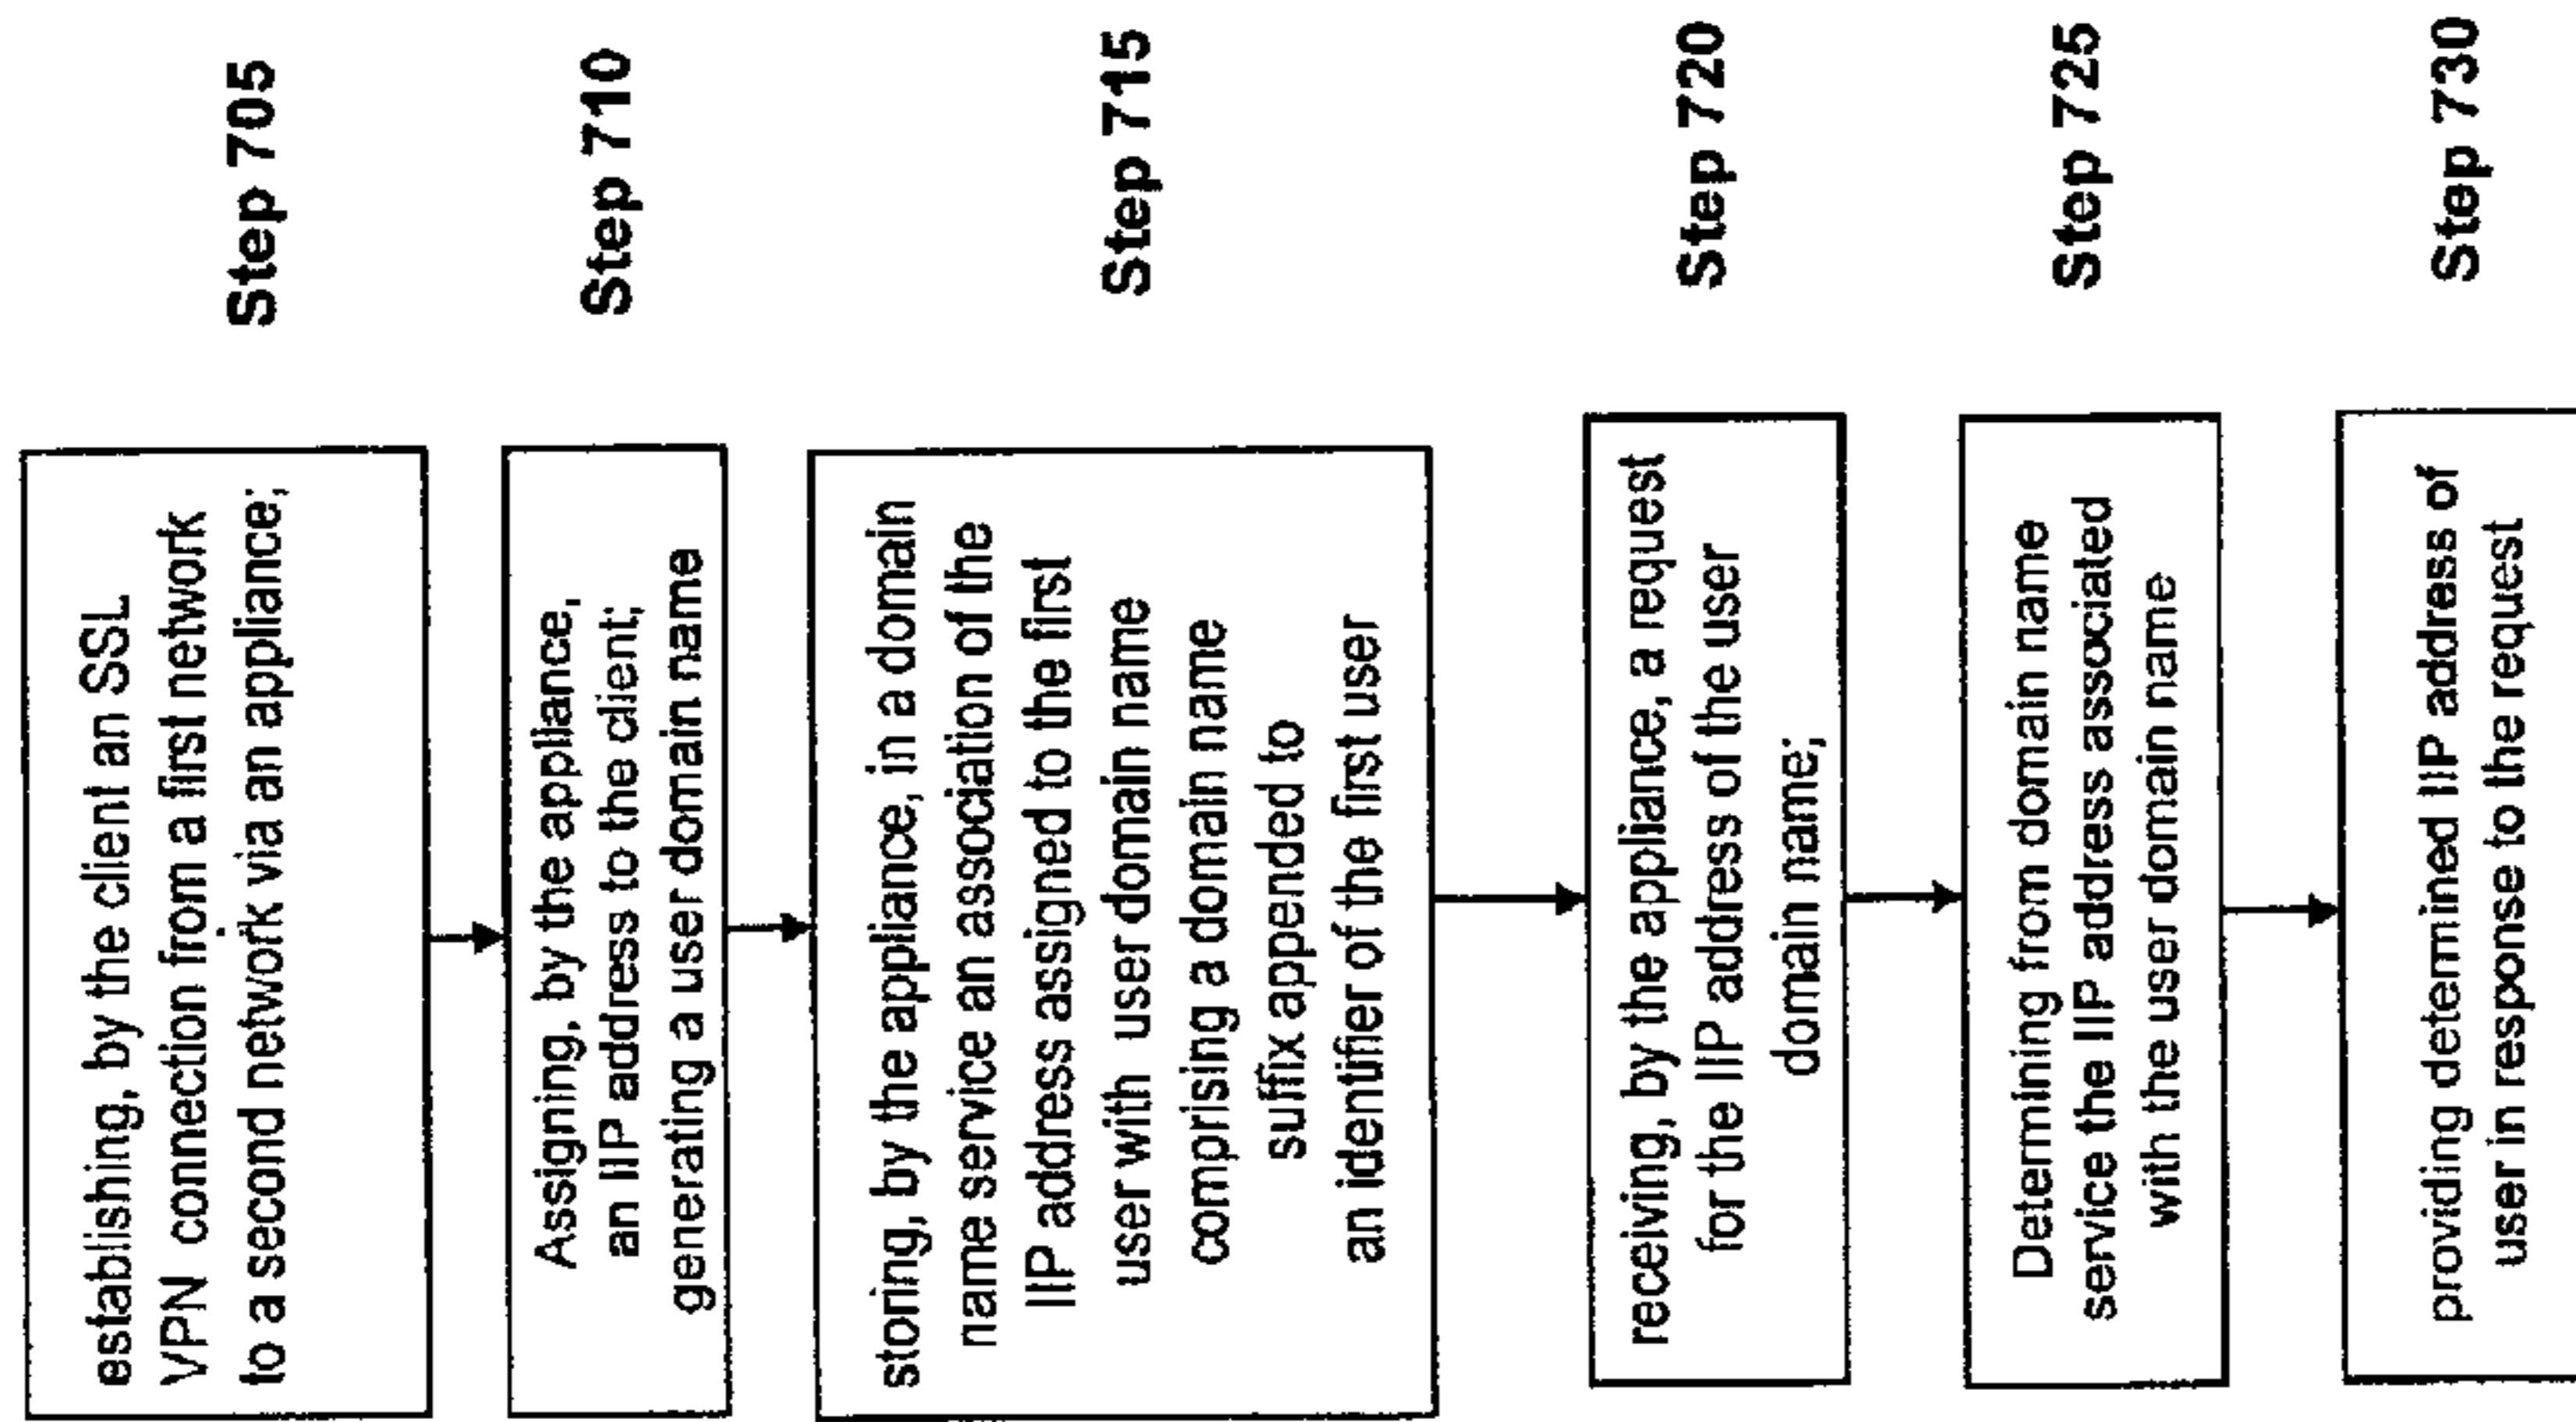 establishing, by the client an SSL
VPN connection from a first network
to a second network via an appliance;
Step 705
Assigning, by the appliance,
an IIP address to the client;
generating a user domain name
Step 710
storing, by the appliance, in a domain
name service an association of the
IIP address assigned to the first
user with user domain name
comprising a domain name
suffix appended to
an identifier of the first user
Step 715
receiving, by the appliance, a request
for the IIP address of the user
domain name;
Step 720
Determining from domain name
service the IIP address associated
with the user domain name
Step 725
providing determined IIP address of
user in response to the request
Step 730